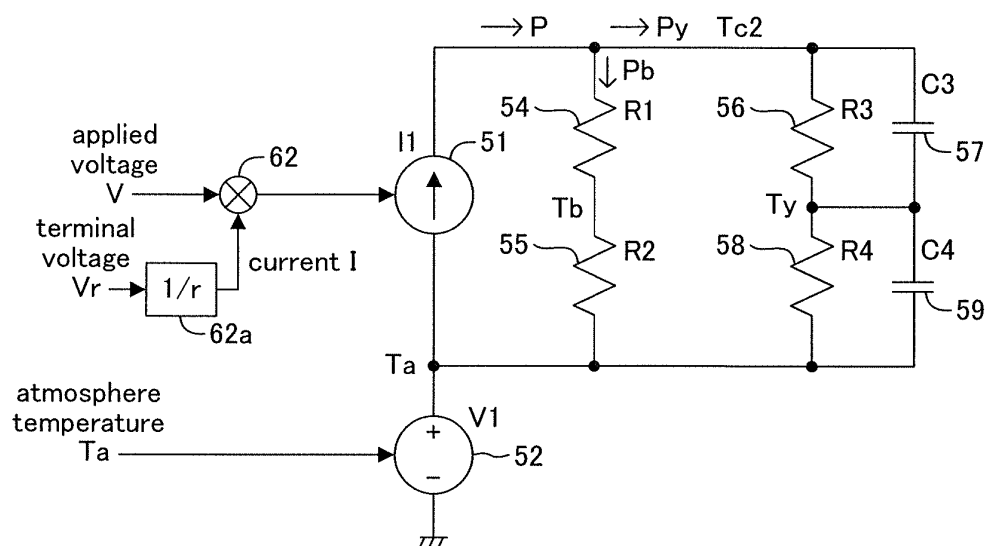 P
Py
Tc2
Pb
54
R1
56
R3
C3
57
applied
voltage
V
62
I1
51
terminal
voltage
Vr
1/r
62a
current I
Tb
55
R2
Ty
58
R4
C4
59
Ta
atmosphere
temperature
Ta
V1
+
−
52